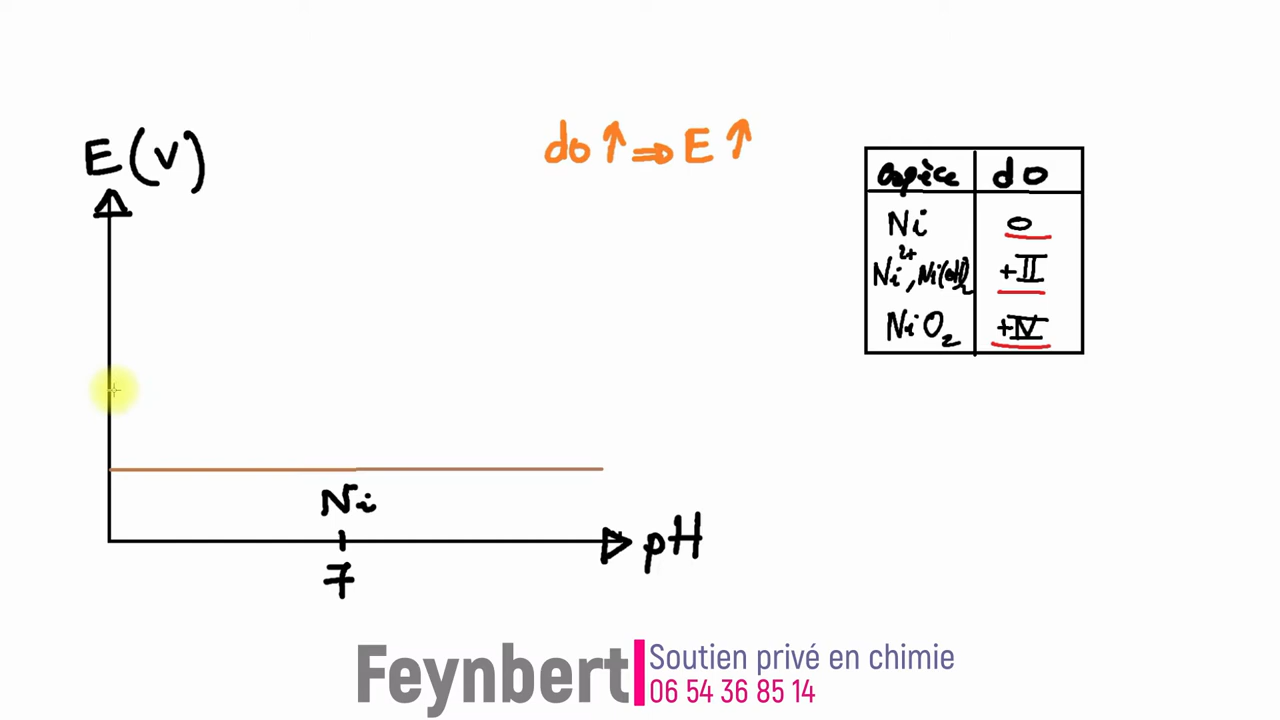 E(V)
do↑⇒E↑
espèce do
Ni 0
Ni²⁺, Ni(OH)₂ +II
NiO₂ +IV
Ni
pH
7
Feynbert
Soutien privé en chimie
06 54 36 85 14